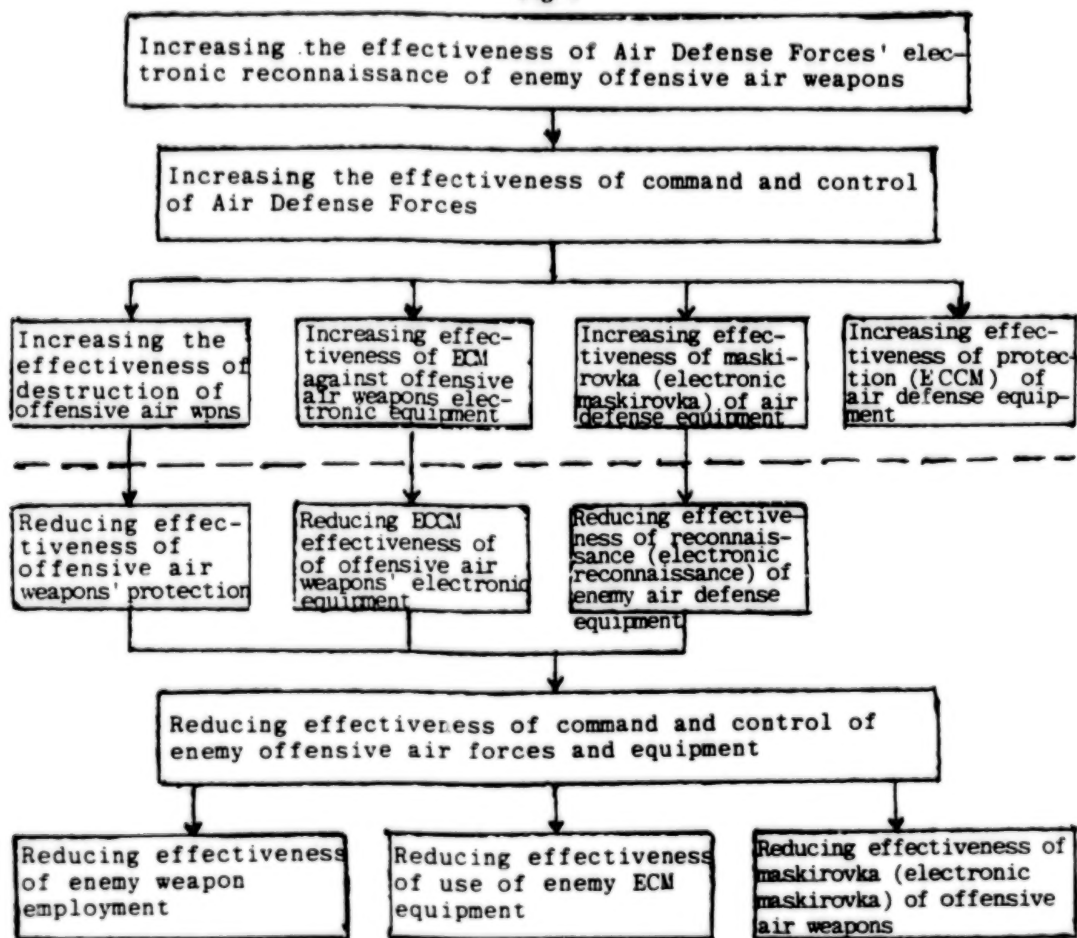 Increasing the effectiveness of Air Defense Forces' elec-
tronic reconnaissance of enemy offensive air weapons
Increasing the effectiveness of command and control
of Air Defense Forces
Increasing the
effectiveness of
destruction of
offensive air wpns
Increasing effec-
tiveness of ECM
against offensive
air weapons elec-
tronic equipment
Increasing effec-
tiveness of maski-
rovka (electronic
maskirovka) of air
defense equipment
Increasing effec-
tiveness of protec-
tion (ECCM) of
air defense equip-
ment
Reducing effec-
tiveness of
offensive air
weapons' protection
Reducing ECCM
effectiveness of
of offensive air
weapons' electronic
equipment
Reducing effective-
ness of reconnais-
sance (electronic
reconnaissance) of
enemy air defense
equipment
Reducing effectiveness of command and control of
enemy offensive air forces and equipment
Reducing effectiveness
of enemy weapon
employment
Reducing effectiveness
of use of enemy ECM
equipment
Reducing effectiveness of
maskirovka (electronic
maskirovka) of offensive
air weapons